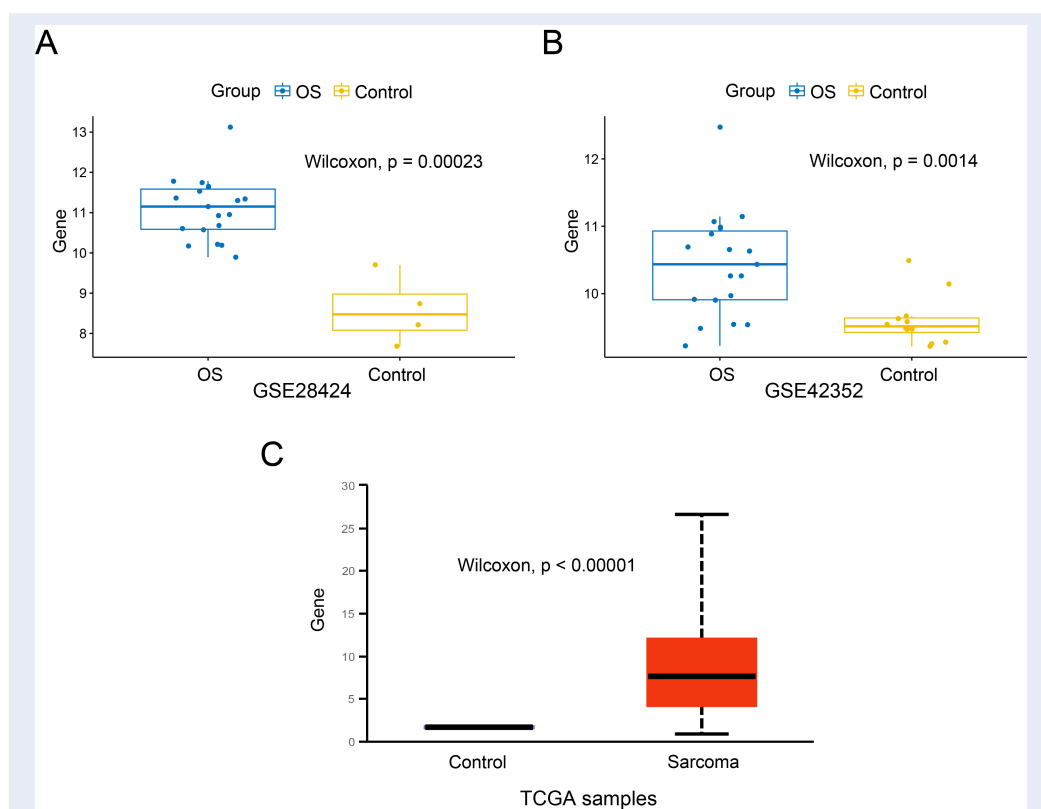 A
Group OS Control
13
12
11
10
9
8
Gene
Wilcoxon, p = 0.00023
OS Control
GSE28424
B
Group OS Control
12
11
10
Gene
Wilcoxon, p = 0.0014
OS Control
GSE42352
C
30
25
20
15
10
5
0
Gene
Wilcoxon, p < 0.00001
Control Sarcoma
TCGA samples